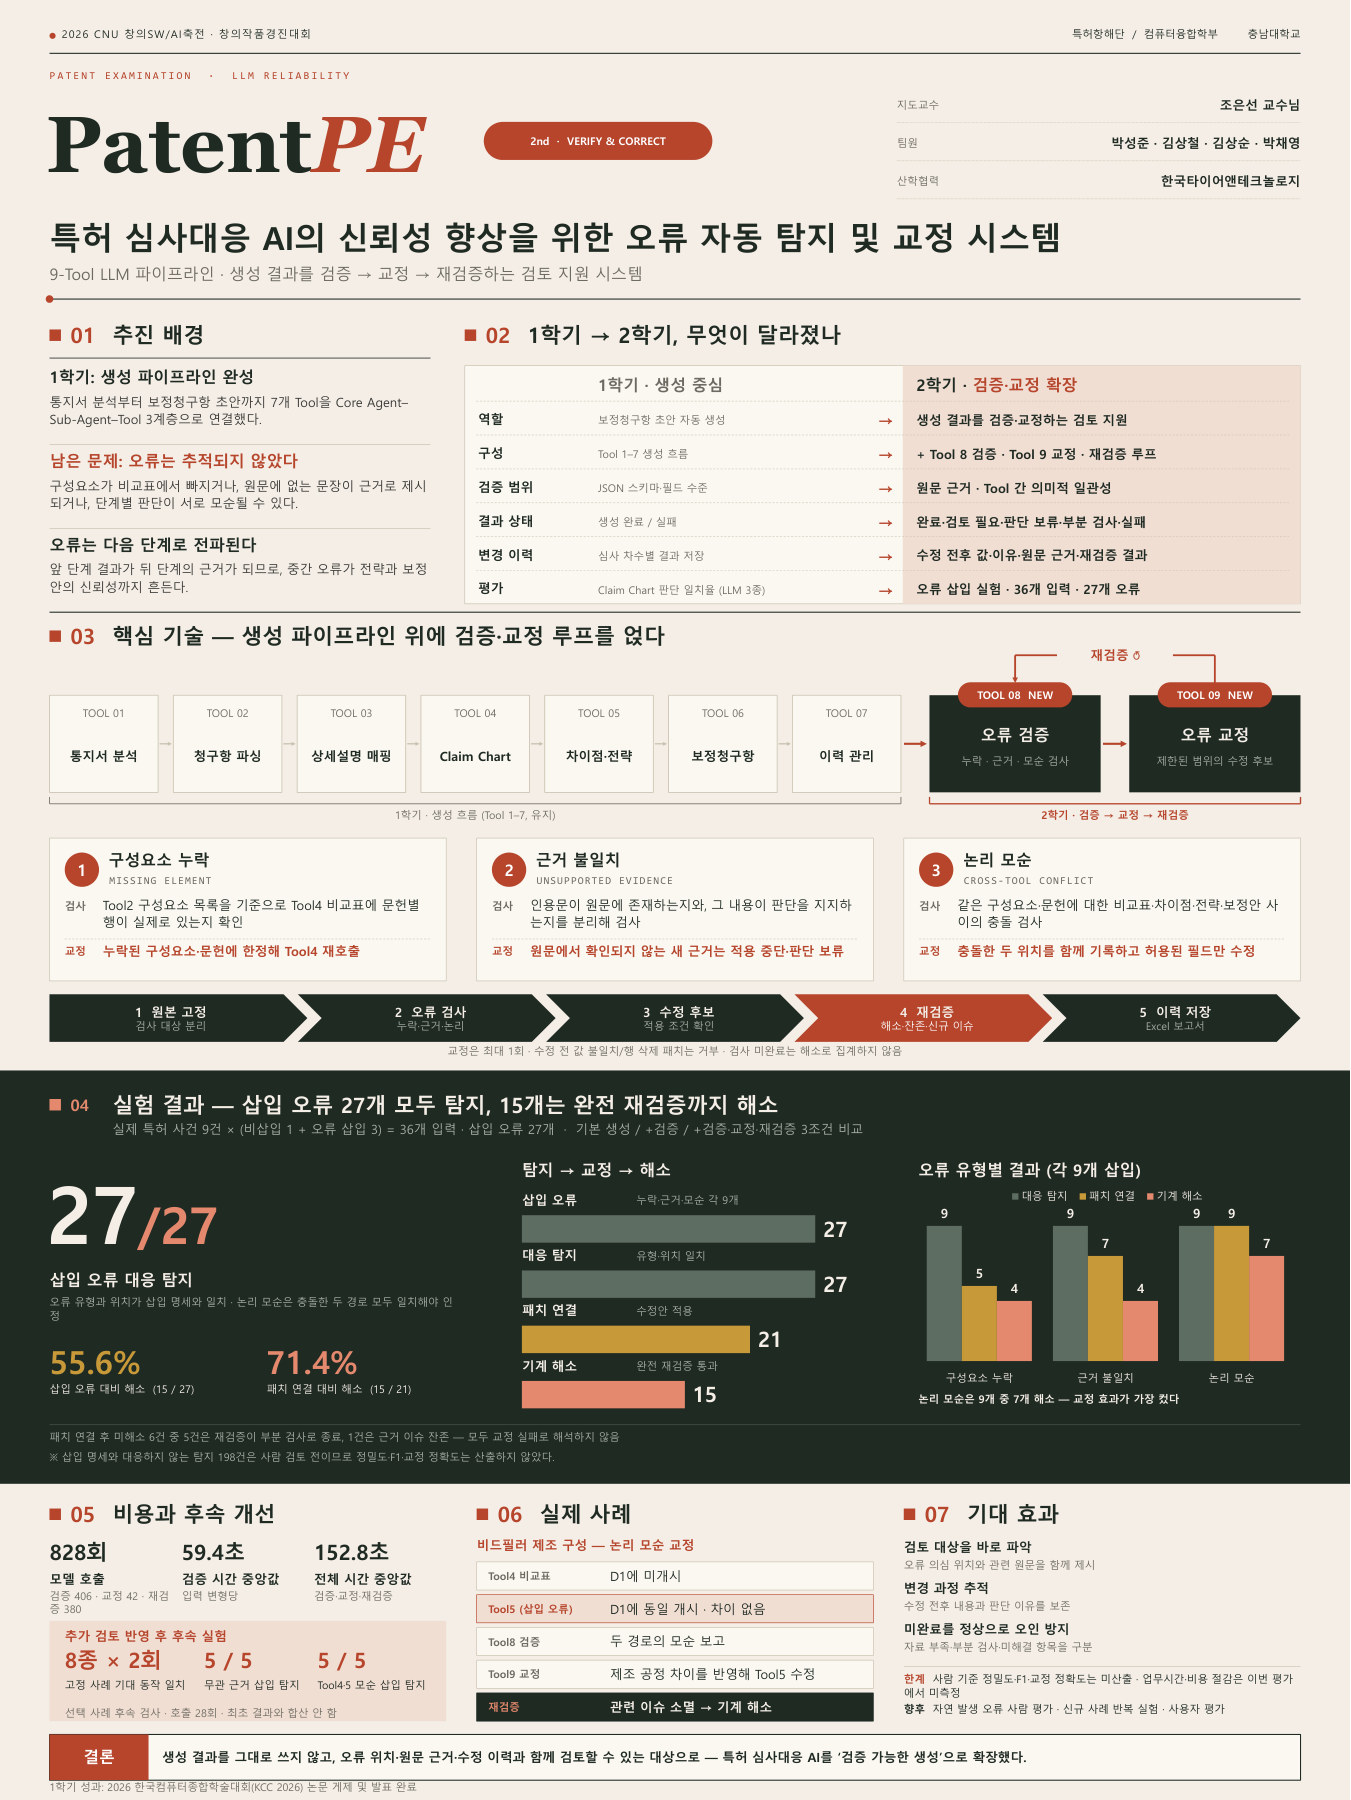 2026 CNU 창의SW/AI축전 · 창의작품경진대회
특허항해단 / 컴퓨터융합학부 충남대학교
PATENT EXAMINATION · LLM RELIABILITY
PatentPE
2nd · VERIFY & CORRECT
지도교수 조은선 교수님
팀원 박성준 · 김상철 · 김상순 · 박채영
산학협력 한국타이어앤테크놀로지
특허 심사대응 AI의 신뢰성 향상을 위한 오류 자동 탐지 및 교정 시스템
9-Tool LLM 파이프라인 · 생성 결과를 검증 → 교정 → 재검증하는 검토 지원 시스템
01 추진 배경
1학기: 생성 파이프라인 완성
통지서 분석부터 보정청구항 초안까지 7개 Tool을 Core Agent–
Sub-Agent–Tool 3계층으로 연결했다.
남은 문제: 오류는 추적되지 않았다
구성요소가 비교표에서 빠지거나, 원문에 없는 문장이 근거로 제시
되거나, 단계별 판단이 서로 모순될 수 있다.
오류는 다음 단계로 전파된다
앞 단계 결과가 뒤 단계의 근거가 되므로, 중간 오류가 전략과 보정
안의 신뢰성까지 흔든다.
02 1학기 → 2학기, 무엇이 달라졌나
1학기 · 생성 중심 2학기 · 검증·교정 확장
역할 보정청구항 초안 자동 생성 → 생성 결과를 검증·교정하는 검토 지원
구성 Tool 1–7 생성 흐름 → + Tool 8 검증 · Tool 9 교정 · 재검증 루프
검증 범위 JSON 스키마·필드 수준 → 원문 근거 · Tool 간 의미적 일관성
결과 상태 생성 완료 / 실패 → 완료·검토 필요·판단 보류·부분 검사·실패
변경 이력 심사 차수별 결과 저장 → 수정 전후 값·이유·원문 근거·재검증 결과
평가 Claim Chart 판단 일치율 (LLM 3종) → 오류 삽입 실험 · 36개 입력 · 27개 오류
03 핵심 기술 — 생성 파이프라인 위에 검증·교정 루프를 얹다
재검증 ↺
TOOL 01 TOOL 02 TOOL 03 TOOL 04 TOOL 05 TOOL 06 TOOL 07 TOOL 08 NEW TOOL 09 NEW
통지서 분석 청구항 파싱 상세설명 매핑 Claim Chart 차이점·전략 보정청구항 이력 관리 오류 검증 오류 교정
누락 · 근거 · 모순 검사 제한된 범위의 수정 후보
1학기 · 생성 흐름 (Tool 1–7, 유지) 2학기 · 검증 → 교정 → 재검증
1 구성요소 누락
MISSING ELEMENT
검사 Tool2 구성요소 목록을 기준으로 Tool4 비교표에 문헌별
행이 실제로 있는지 확인
교정 누락된 구성요소·문헌에 한정해 Tool4 재호출
2 근거 불일치
UNSUPPORTED EVIDENCE
검사 인용문이 원문에 존재하는지와, 그 내용이 판단을 지지하
는지를 분리해 검사
교정 원문에서 확인되지 않는 새 근거는 적용 중단·판단 보류
3 논리 모순
CROSS-TOOL CONFLICT
검사 같은 구성요소·문헌에 대한 비교표·차이점·전략·보정안 사
이의 충돌 검사
교정 충돌한 두 위치를 함께 기록하고 허용된 필드만 수정
1 원본 고정 2 오류 검사 3 수정 후보 4 재검증 5 이력 저장
검사 대상 분리 누락·근거·논리 적용 조건 확인 해소·잔존·신규 이슈 Excel 보고서
교정은 최대 1회 · 수정 전 값 불일치/행 삭제 패치는 거부 · 검사 미완료는 해소로 집계하지 않음
04 실험 결과 — 삽입 오류 27개 모두 탐지, 15개는 완전 재검증까지 해소
실제 특허 사건 9건 × (비삽입 1 + 오류 삽입 3) = 36개 입력 · 삽입 오류 27개 · 기본 생성 / +검증 / +검증·교정·재검증 3조건 비교
27/27
삽입 오류 대응 탐지
오류 유형과 위치가 삽입 명세와 일치 · 논리 모순은 충돌한 두 경로 모두 일치해야 인
정
55.6% 71.4%
삽입 오류 대비 해소 (15 / 27) 패치 연결 대비 해소 (15 / 21)
탐지 → 교정 → 해소
삽입 오류 누락·근거·모순 각 9개
27
대응 탐지 유형·위치 일치
27
패치 연결 수정안 적용
21
기계 해소 완전 재검증 통과
15
오류 유형별 결과 (각 9개 삽입)
대응 탐지 패치 연결 기계 해소
9 5 4 9 7 4 9 9 7
구성요소 누락 근거 불일치 논리 모순
논리 모순은 9개 중 7개 해소 — 교정 효과가 가장 컸다
패치 연결 후 미해소 6건 중 5건은 재검증이 부분 검사로 종료, 1건은 근거 이슈 잔존 — 모두 교정 실패로 해석하지 않음
※ 삽입 명세와 대응하지 않는 탐지 198건은 사람 검토 전이므로 정밀도·F1·교정 정확도는 산출하지 않았다.
05 비용과 후속 개선
828회 59.4초 152.8초
모델 호출 검증 시간 중앙값 전체 시간 중앙값
검증 406 · 교정 42 · 재검 입력 변형당 검증·교정·재검증
증 380
추가 검토 반영 후 후속 실험
8종 × 2회 5 / 5 5 / 5
고정 사례 기대 동작 일치 무관 근거 삽입 탐지 Tool4·5 모순 삽입 탐지
선택 사례 후속 검사 · 호출 28회 · 최초 결과와 합산 안 함
06 실제 사례
비드필러 제조 구성 — 논리 모순 교정
Tool4 비교표 D1에 미개시
Tool5 (삽입 오류) D1에 동일 개시 · 차이 없음
Tool8 검증 두 경로의 모순 보고
Tool9 교정 제조 공정 차이를 반영해 Tool5 수정
재검증 관련 이슈 소멸 → 기계 해소
07 기대 효과
검토 대상을 바로 파악
오류 의심 위치와 관련 원문을 함께 제시
변경 과정 추적
수정 전후 내용과 판단 이유를 보존
미완료를 정상으로 오인 방지
자료 부족·부분 검사·미해결 항목을 구분
한계 사람 기준 정밀도·F1·교정 정확도는 미산출 · 업무시간·비용 절감은 이번 평가
에서 미측정
향후 자연 발생 오류 사람 평가 · 신규 사례 반복 실험 · 사용자 평가
결론 생성 결과를 그대로 쓰지 않고, 오류 위치·원문 근거·수정 이력과 함께 검토할 수 있는 대상으로 — 특허 심사대응 AI를 ‘검증 가능한 생성’으로 확장했다.
1학기 성과: 2026 한국컴퓨터종합학술대회(KCC 2026) 논문 게제 및 발표 완료